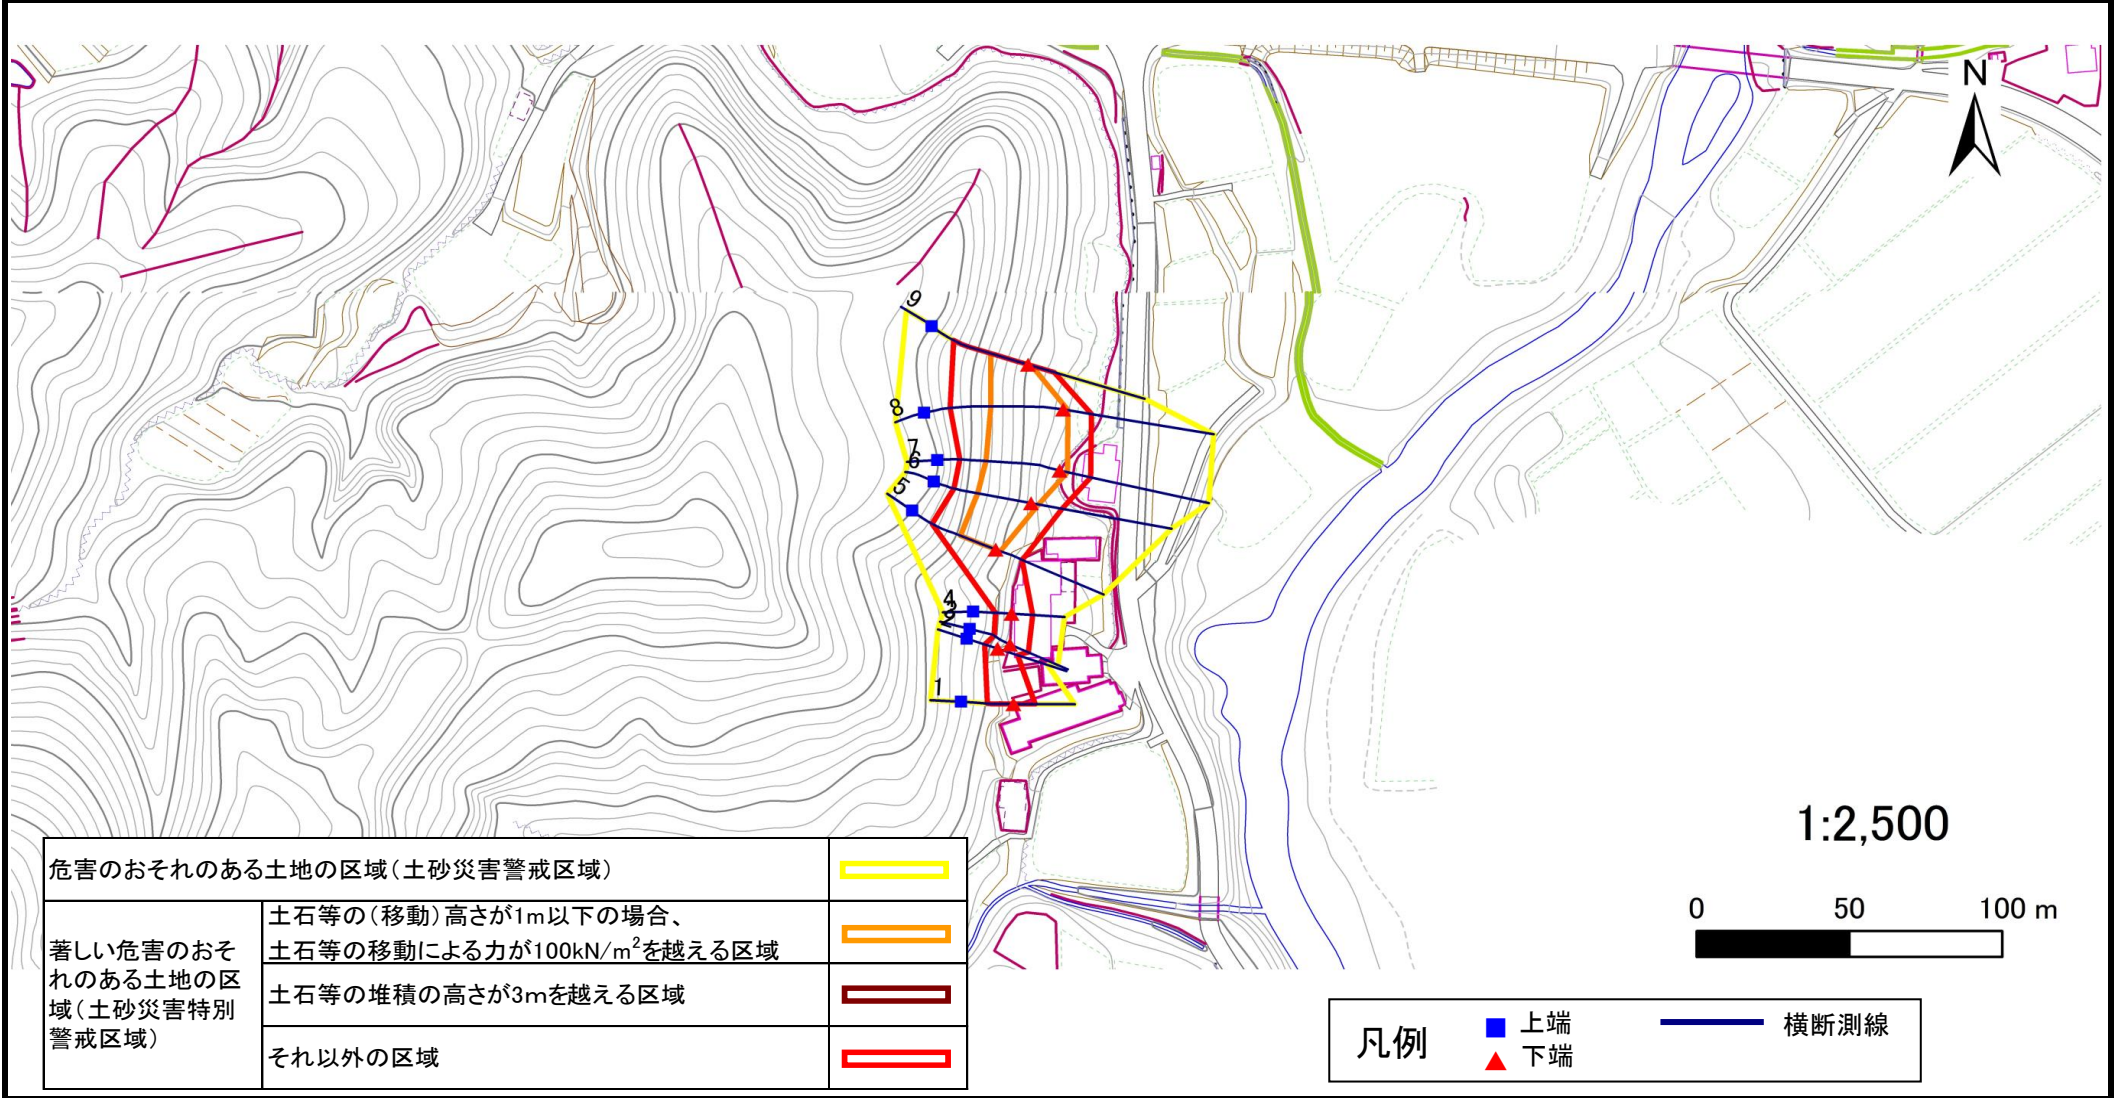 N
9
8
7
6
5
4
3
2
1
1:2,500
0 50 100 m
危害のおそれのある土地の区域(土砂災害警戒区域)
著しい危害のおそ
れのある土地の区
域(土砂災害特別
警戒区域)
土石等の(移動)高さが1m以下の場合、
土石等の移動による力が100kN/m²を越える区域
土石等の堆積の高さが3mを越える区域
それ以外の区域
凡例
上端
下端
横断測線